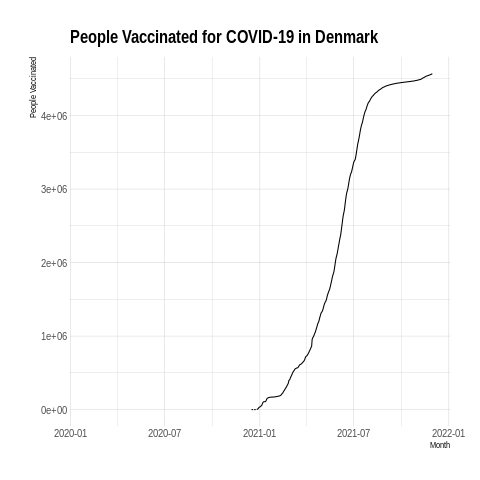 People Vaccinated for COVID-19 in Denmark
People Vaccinated
4e+06
3e+06
2e+06
1e+06
0e+00
2020-01 2020-07 2021-01 2021-07 2022-01
Month